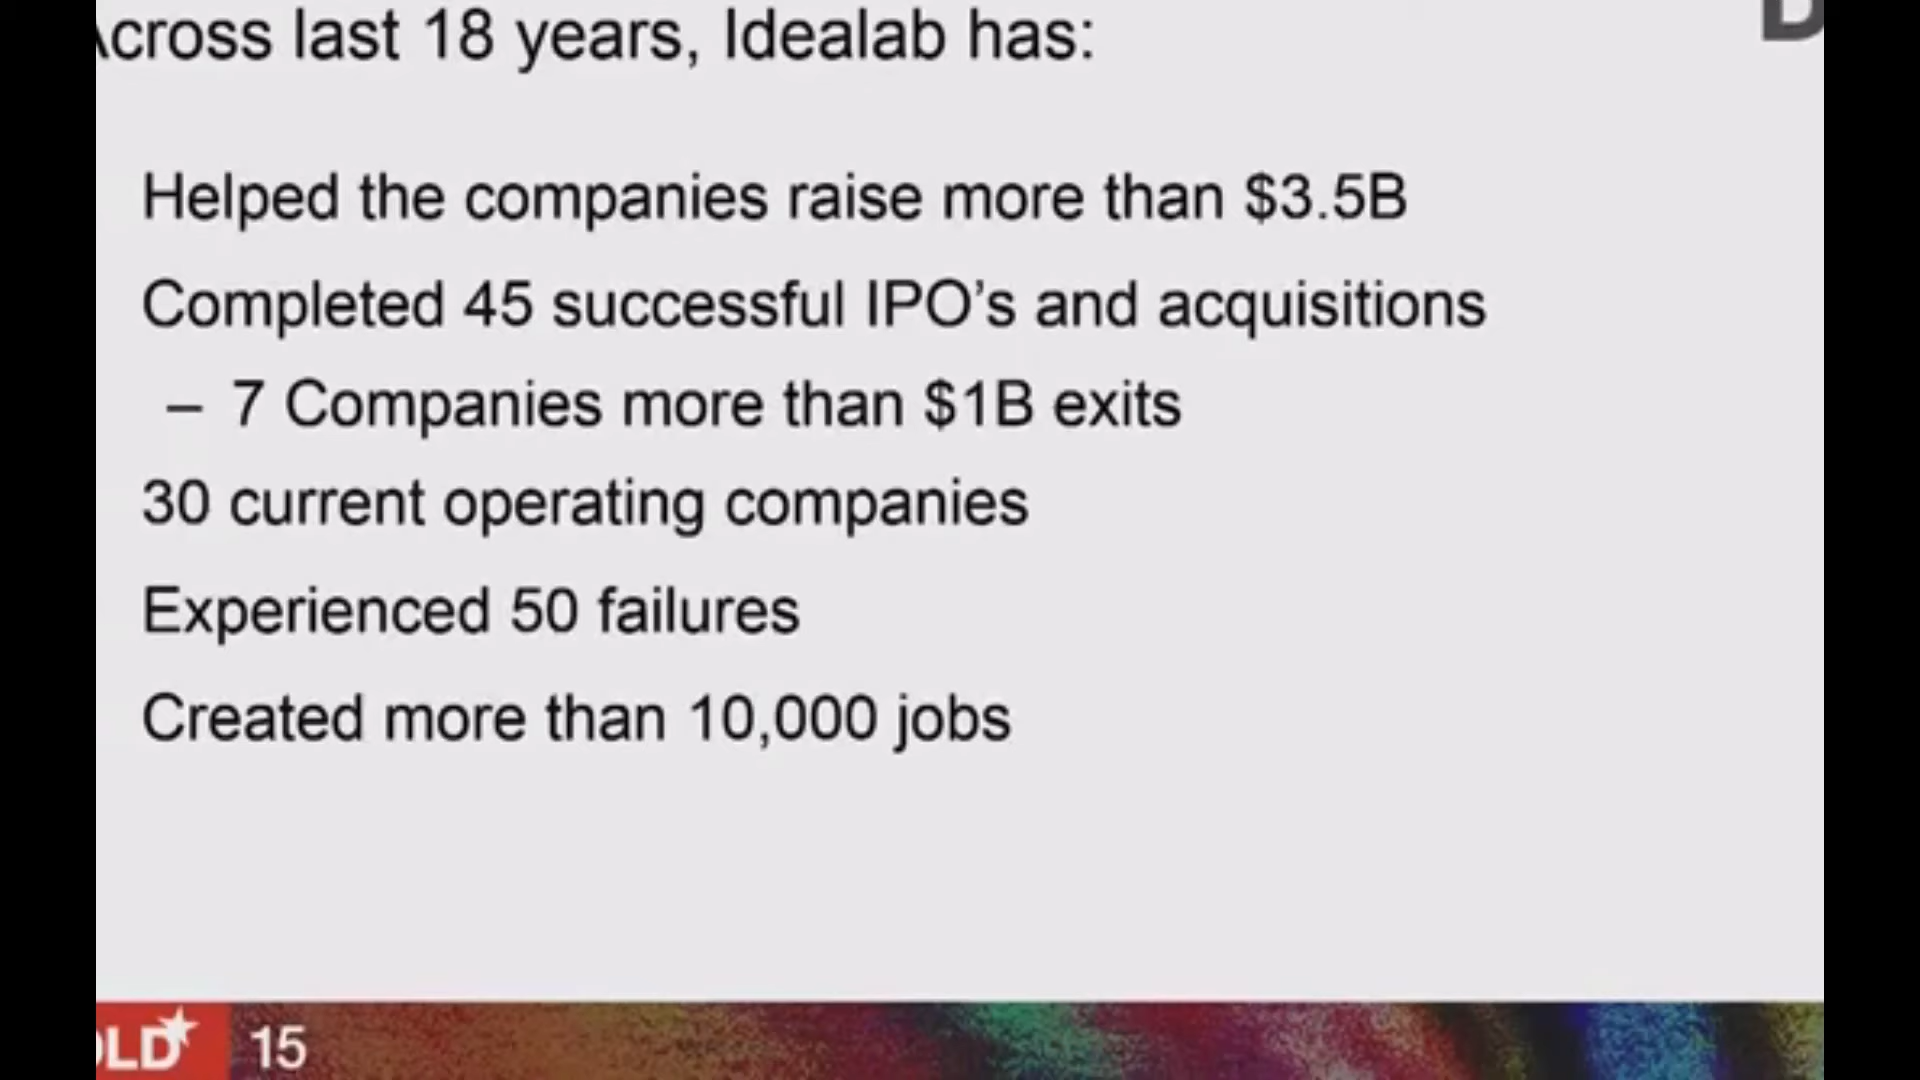 Across last 18 years, Idealab has:
Helped the companies raise more than $3.5B
Completed 45 successful IPO’s and acquisitions
– 7 Companies more than $1B exits
30 current operating companies
Experienced 50 failures
Created more than 10,000 jobs
LD 15